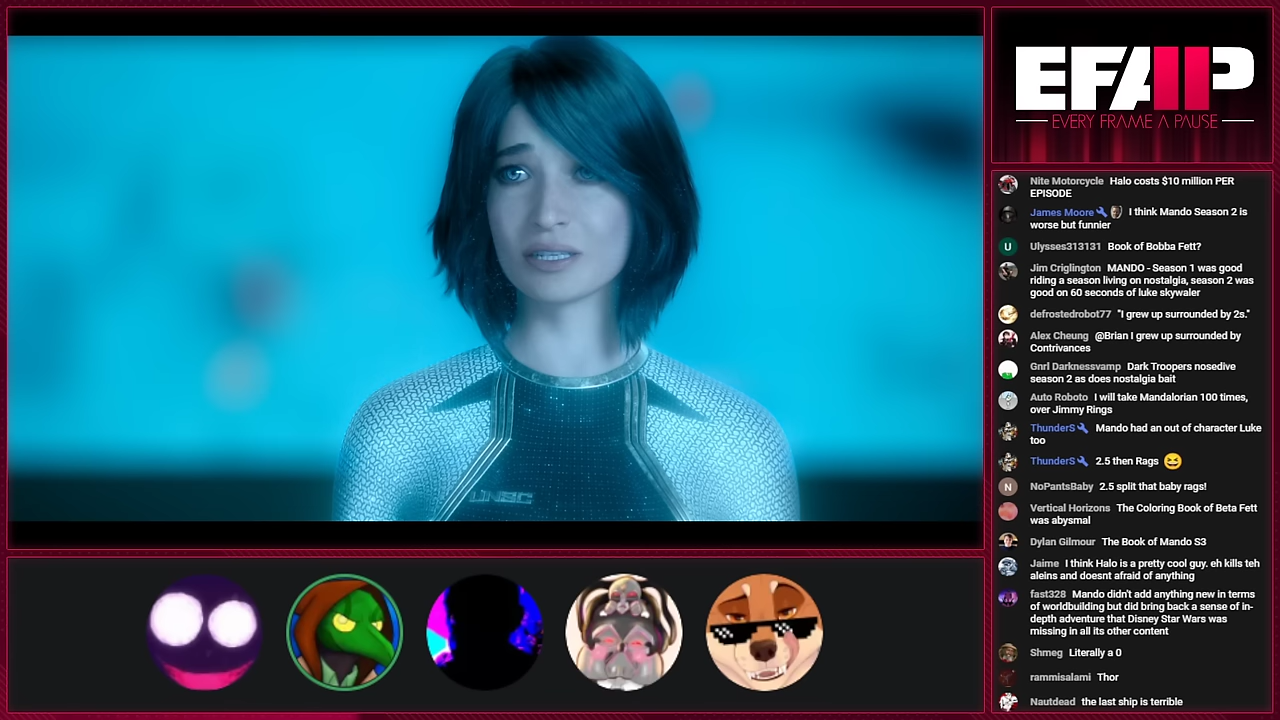 UNSC
EFAP
EVERY FRAME A PAUSE
Nite Motorcycle Halo costs $10 million PER
EPISODE
James Moore I think Mando Season 2 is
worse but funnier
U Ulysses313131 Book of Bobba Fett?
Jim Criglington MANDO - Season 1 was good
riding a season living on nostalgia, season 2 was
good on 60 seconds of luke skywaler
defrostedrobot77 "I grew up surrounded by 2s."
Alex Cheung @Brian I grew up surrounded by
Contrivances
Gnrl Darknessvamp Dark Troopers nosedive
season 2 as does nostalgia bait
Auto Roboto I will take Mandalorian 100 times,
over Jimmy Rings
ThunderS Mando had an out of character Luke
too
ThunderS 2.5 then Rags 😆
N NoPantsBaby 2.5 split that baby rags!
Vertical Horizons The Coloring Book of Beta Fett
was abysmal
Dylan Gilmour The Book of Mando S3
Jaime I think Halo is a pretty cool guy. eh kills teh
aleins and doesnt afraid of anything
fast328 Mando didn't add anything new in terms
of worldbuilding but did bring back a sense of in-
depth adventure that Disney Star Wars was
missing in all its other content
Shmeg Literally a 0
rammisalami Thor
Nautdead the last ship is terrible